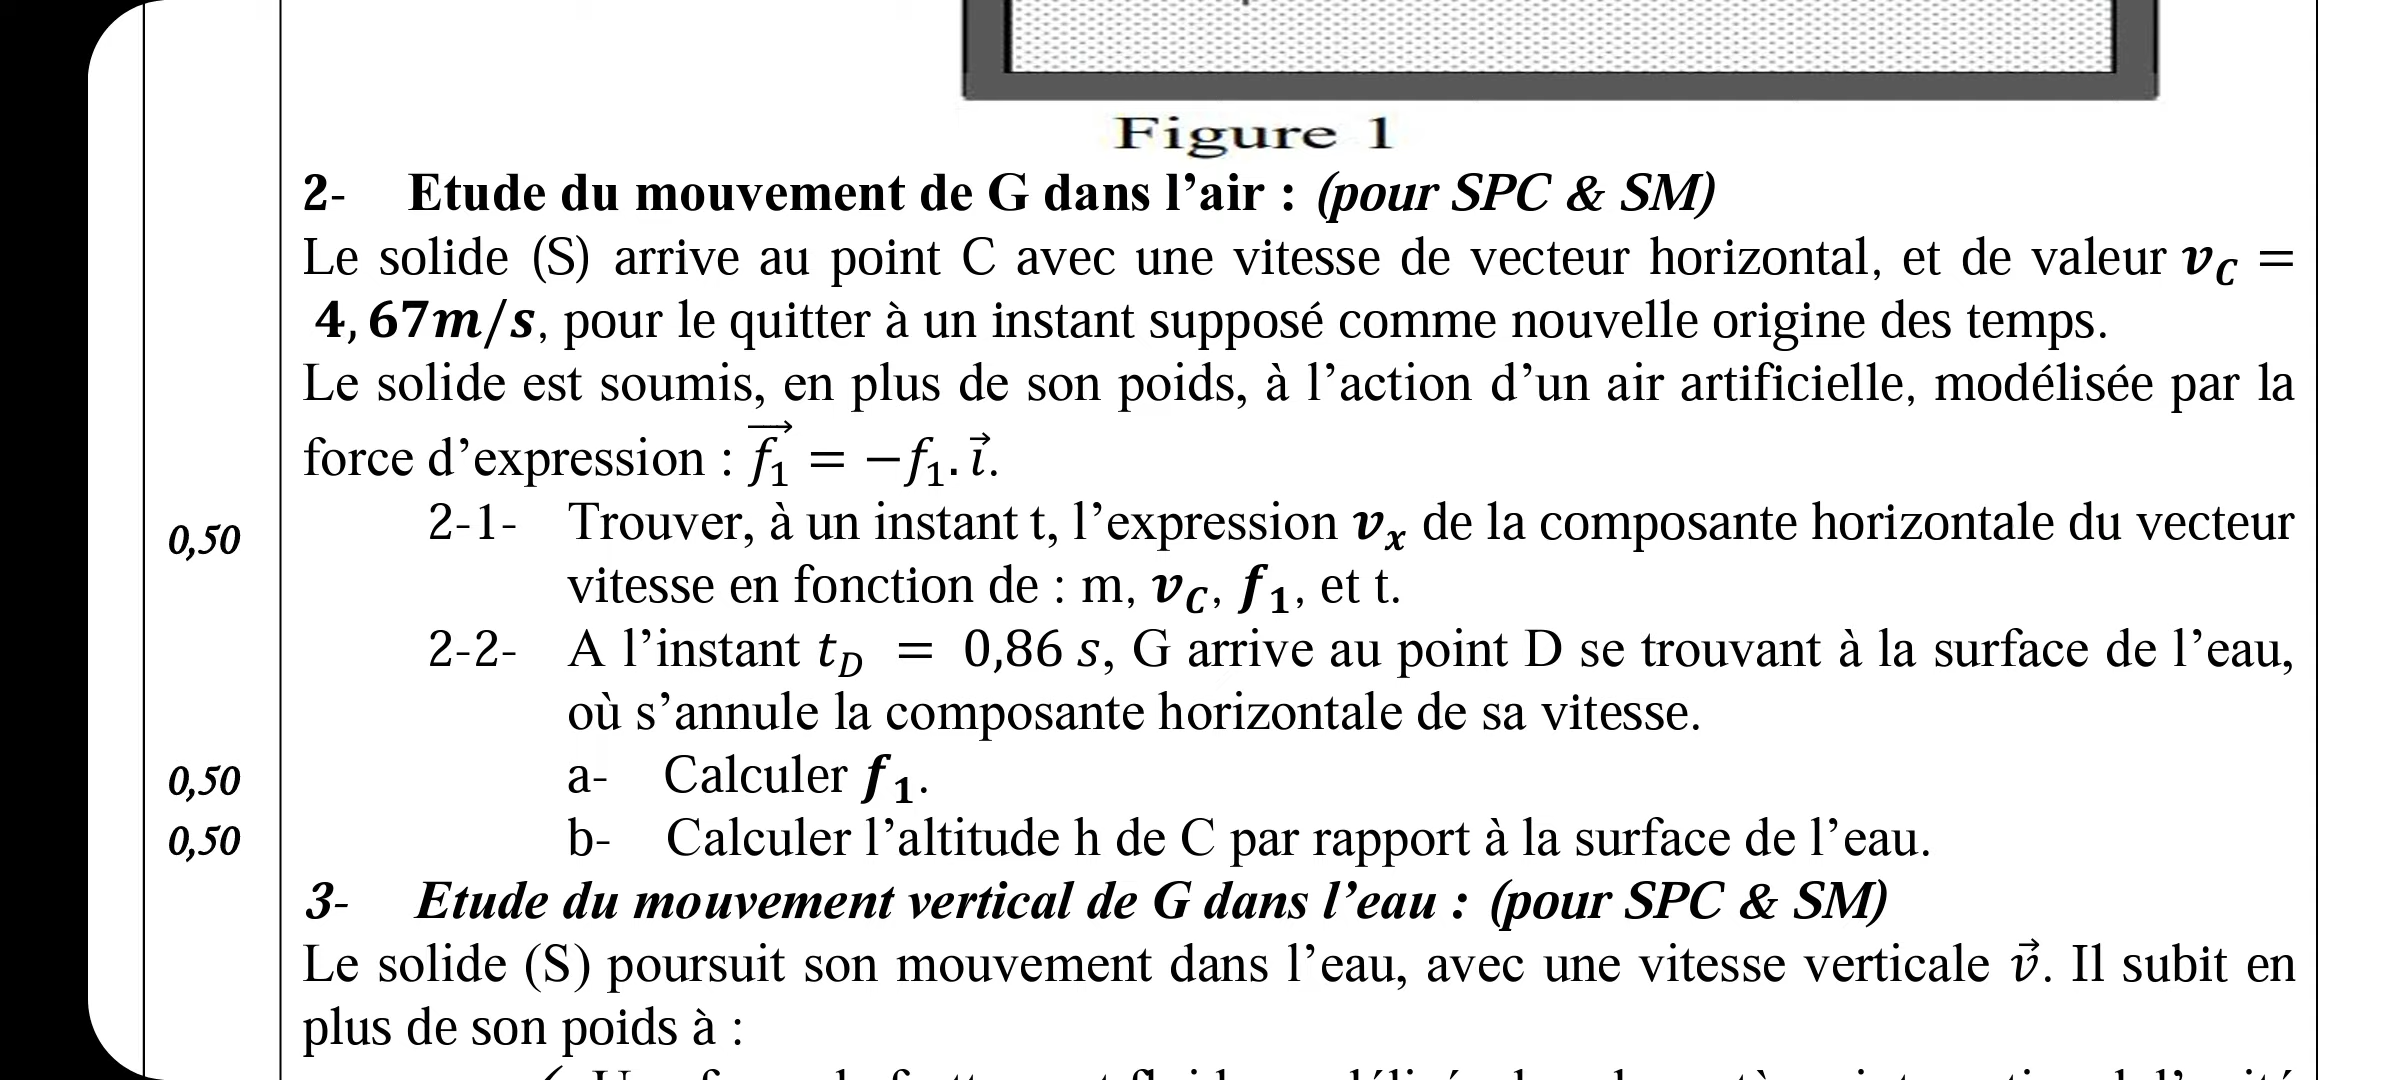 Figure 1
2- Etude du mouvement de G dans l'air : (pour SPC & SM)
Le solide (S) arrive au point C avec une vitesse de vecteur horizontal, et de valeur v_C =
4,67m/s, pour le quitter à un instant supposé comme nouvelle origine des temps.
Le solide est soumis, en plus de son poids, à l'action d'un air artificielle, modélisée par la
force d'expression : f₁⃗ = −f₁. i⃗.
0,50 2-1- Trouver, à un instant t, l'expression v_x de la composante horizontale du vecteur
vitesse en fonction de : m, v_C, f₁, et t.
2-2- A l'instant t_D = 0,86 s, G arrive au point D se trouvant à la surface de l'eau,
où s'annule la composante horizontale de sa vitesse.
0,50 a- Calculer f₁.
0,50 b- Calculer l'altitude h de C par rapport à la surface de l'eau.
3- Etude du mouvement vertical de G dans l'eau : (pour SPC & SM)
Le solide (S) poursuit son mouvement dans l'eau, avec une vitesse verticale v⃗. Il subit en
plus de son poids à :